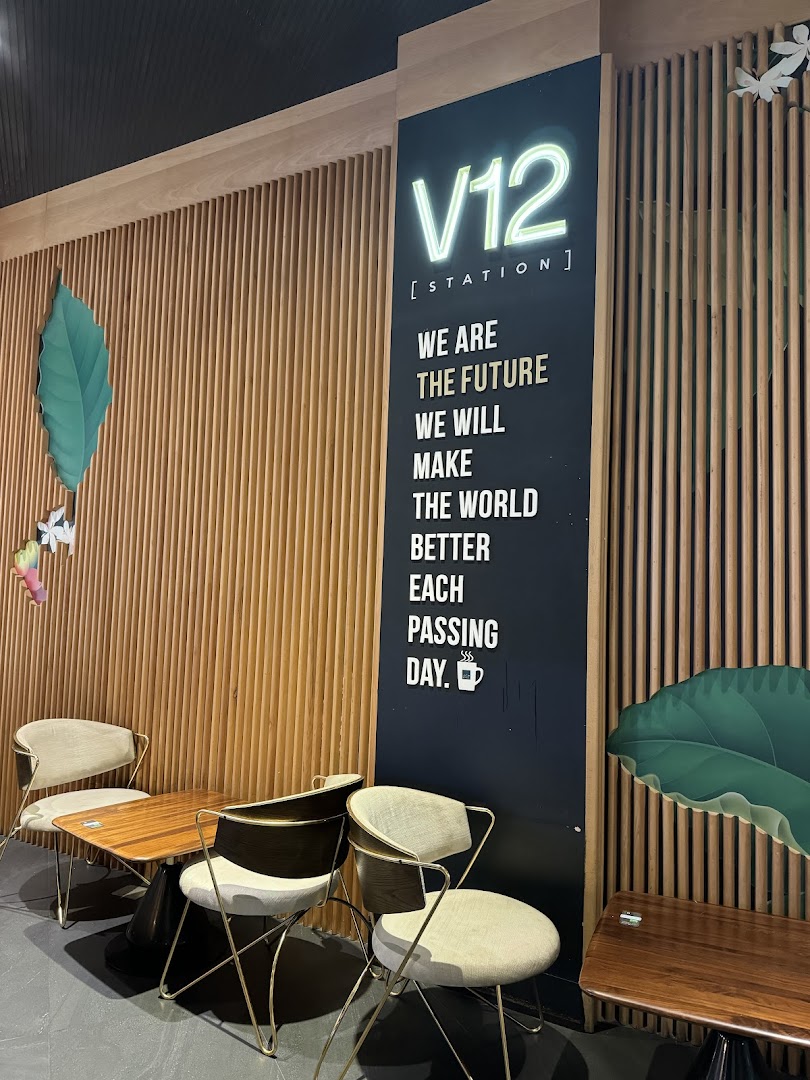 V12
[STATION]
WE ARE
THE FUTURE
WE WILL
MAKE
THE WORLD
BETTER
EACH
PASSING
DAY.